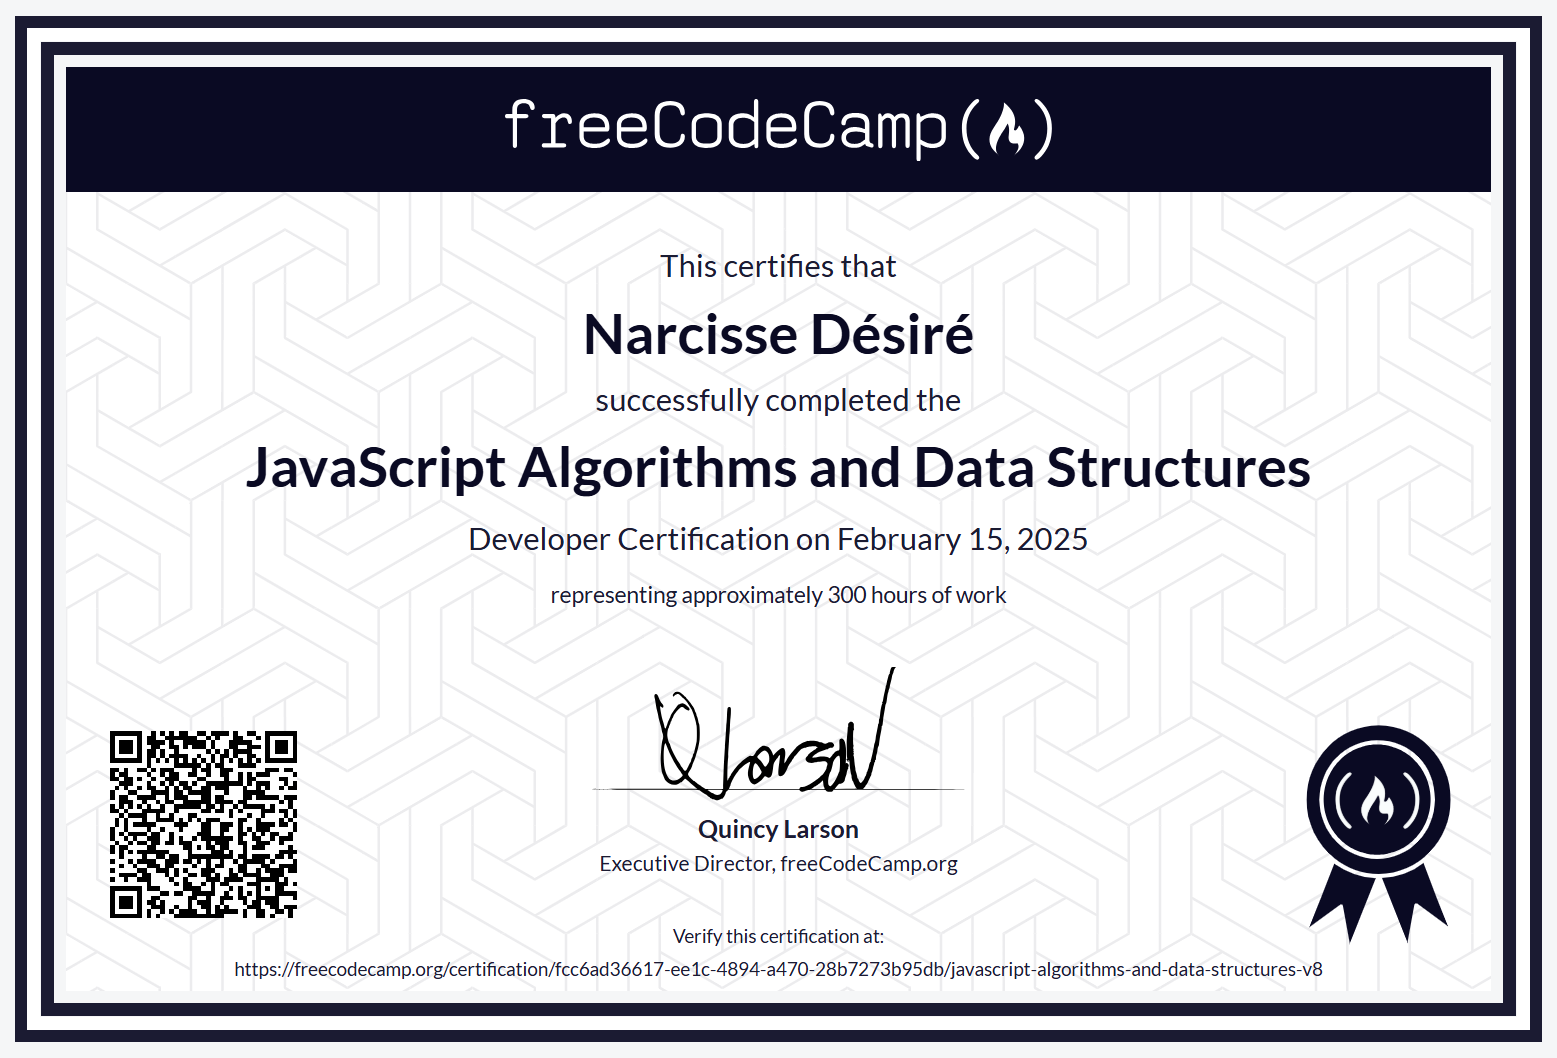 freeCodeCamp
This certifies that
Narcisse Désiré
successfully completed the
JavaScript Algorithms and Data Structures
Developer Certification on February 15, 2025
representing approximately 300 hours of work
Q Larson
Quincy Larson
Executive Director, freeCodeCamp.org
Verify this certification at:
https://freecodecamp.org/certification/fcc6ad36617-ee1c-4894-a470-28b7273b95db/javascript-algorithms-and-data-structures-v8